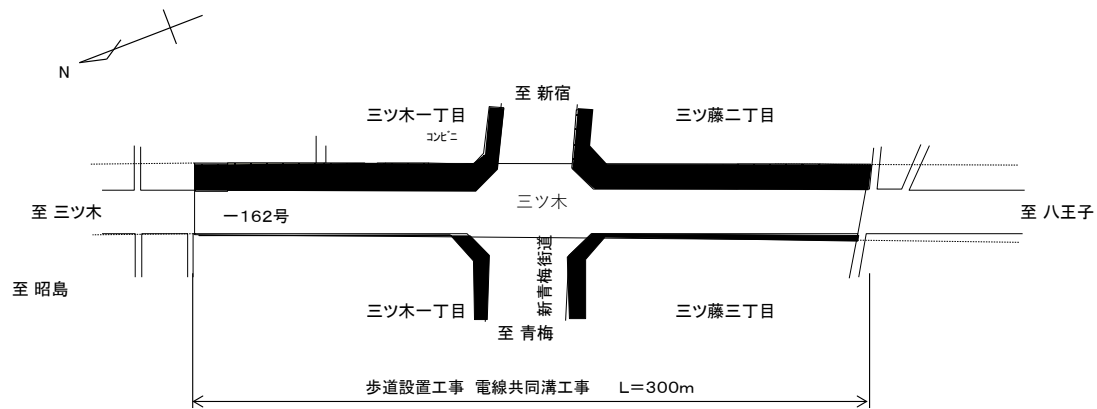 N
至 新宿
三ツ木一丁目
三ツ藤二丁目
コンビニ
三ツ木
至 三ツ木
－162号
至 八王子
新青梅街道
至 昭島
三ツ木一丁目
三ツ藤三丁目
至 青梅
歩道設置工事 電線共同溝工事 L＝300m